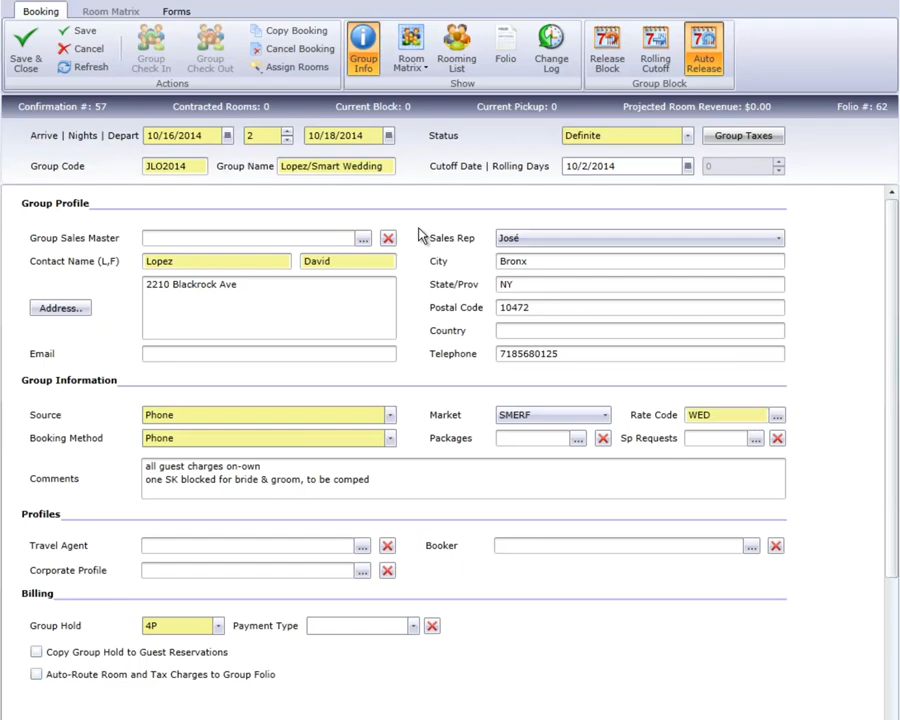 Booking Room Matrix Forms
Save & Close
Save
Cancel
Refresh
Group Check In
Group Check Out
Copy Booking
Cancel Booking
Assign Rooms
Group Info
Room Matrix
Rooming List
Folio
Change Log
Release Block
Rolling Cutoff
Auto Release
Actions Show Group Block
Confirmation #: 57 Contracted Rooms: 0 Current Block: 0 Current Pickup: 0 Projected Room Revenue: $0.00 Folio #: 62
Arrive | Nights | Depart 10/16/2014 2 10/18/2014 Status Definite Group Taxes
Group Code JLO2014 Group Name Lopez/Smart Wedding Cutoff Date | Rolling Days 10/2/2014 0
Group Profile
Group Sales Master ... Sales Rep José
Contact Name (L,F) Lopez David City Bronx
2210 Blackrock Ave State/Prov NY
Address.. Postal Code 10472
Country
Email Telephone 7185680125
Group Information
Source Phone Market SMERF Rate Code WED ...
Booking Method Phone Packages ... Sp Requests ...
all guest charges on-own
Comments one SK blocked for bride & groom, to be comped
Profiles
Travel Agent ... Booker ...
Corporate Profile ...
Billing
Group Hold 4P Payment Type
Copy Group Hold to Guest Reservations
Auto-Route Room and Tax Charges to Group Folio